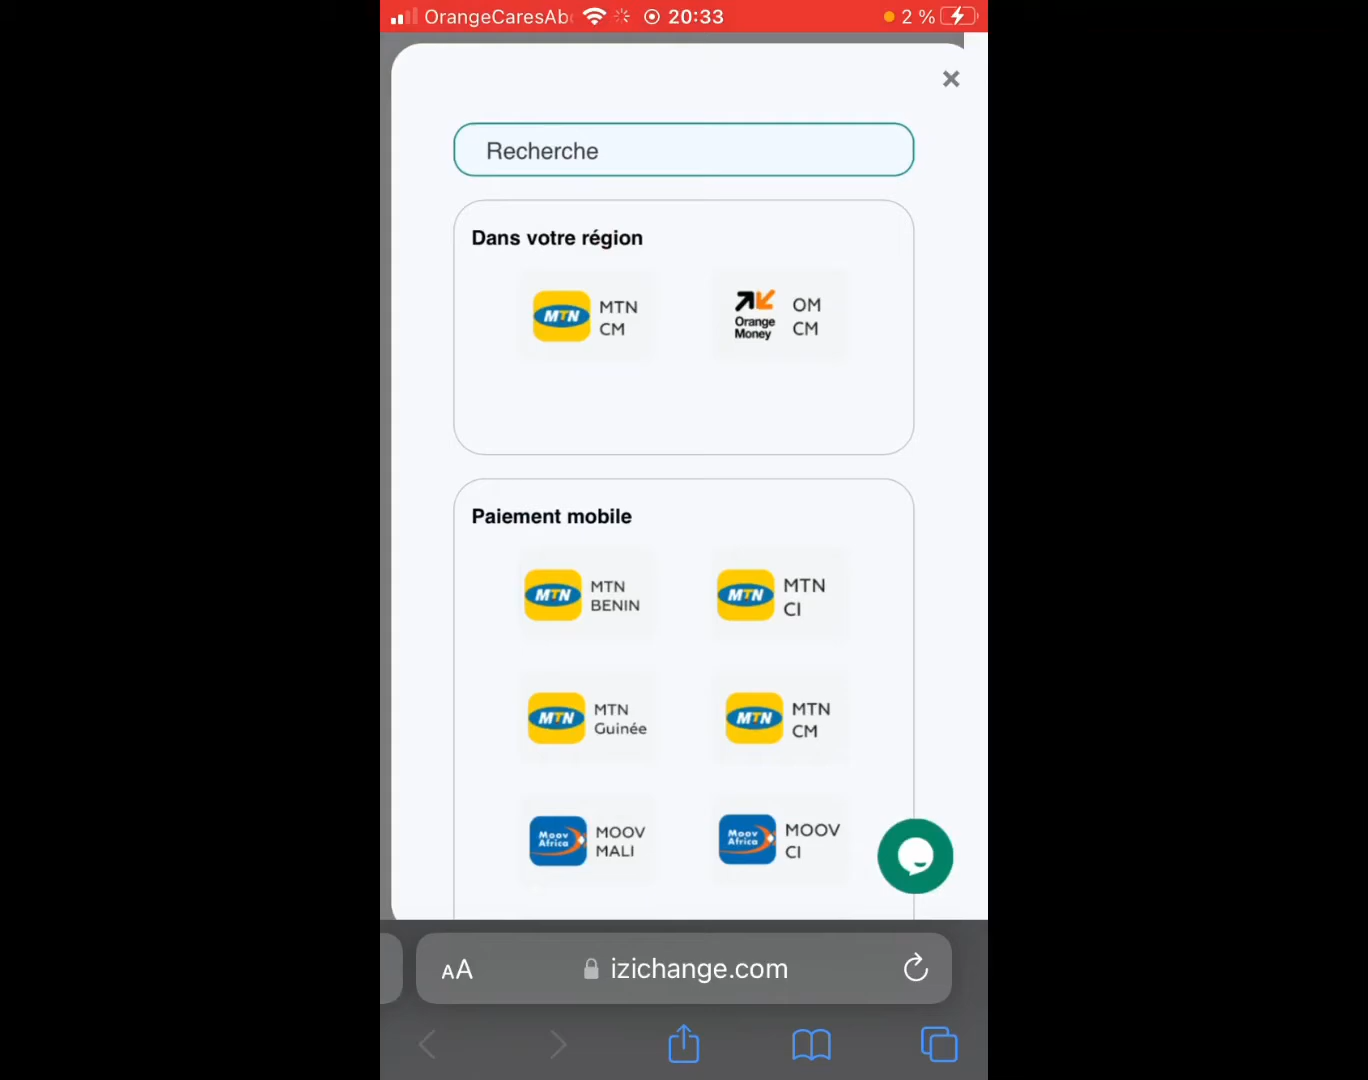 OrangeCaresAb
20:33
2 %
Recherche
Dans votre région
MTN
MTN
CM
Orange
Money
OM
CM
Paiement mobile
MTN
MTN
BENIN
MTN
MTN
CI
MTN
MTN
Guinée
MTN
MTN
CM
Moov
Africa
MOOV
MALI
Moov
Africa
MOOV
CI
AA
izichange.com